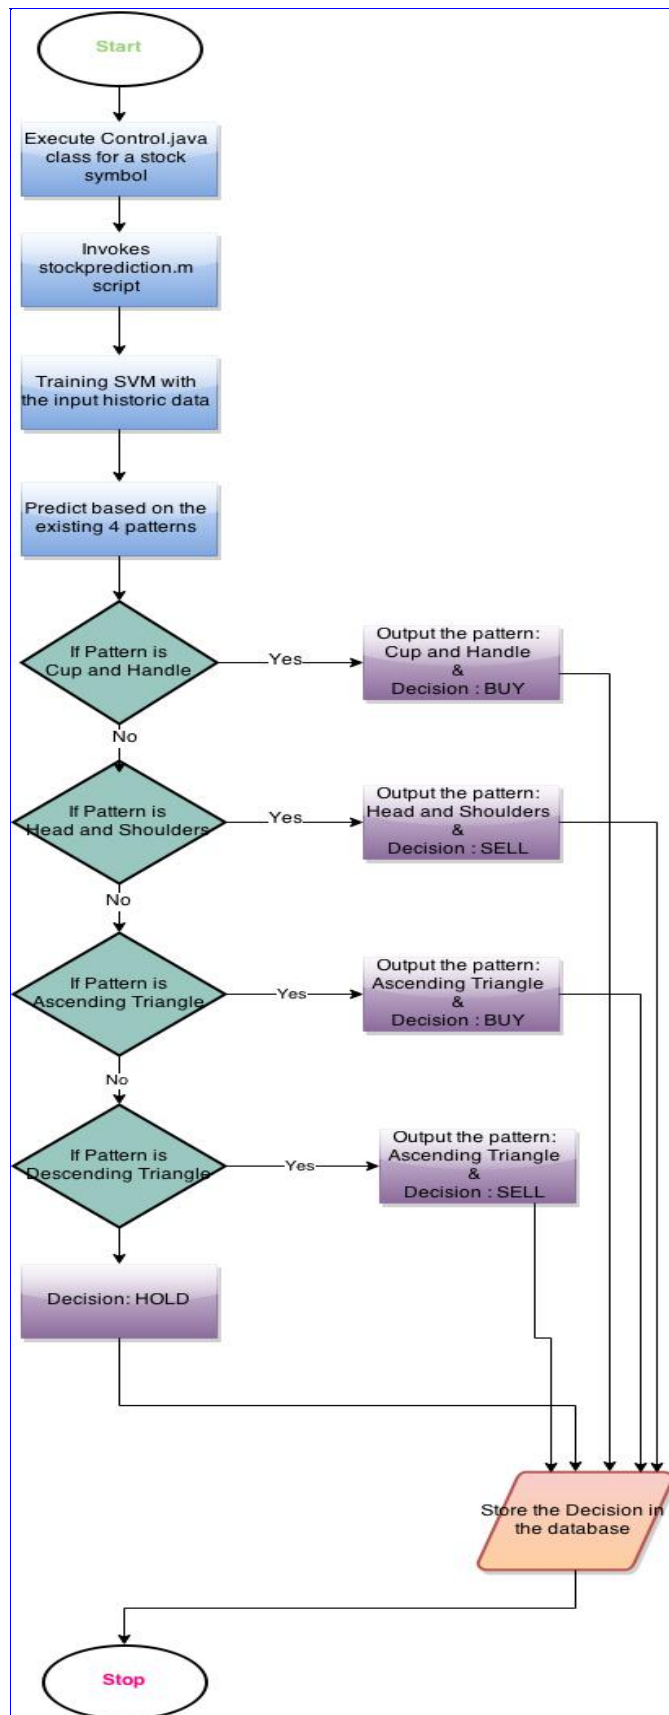 Start
Execute Control.java
class for a stock
symbol
Invokes
stockprediction.m
script
Training SVM with
the input historic data
Predict based on the
existing 4 patterns
If Pattern is
Cup and Handle
Yes
Output the pattern:
Cup and Handle
&
Decision : BUY
No
If Pattern is
Head and Shoulders
Yes
Output the pattern:
Head and Shoulders
&
Decision : SELL
No
If Pattern is
Ascending Triangle
Yes
Output the pattern:
Ascending Triangle
&
Decision : BUY
No
If Pattern is
Descending Triangle
Yes
Output the pattern:
Ascending Triangle
&
Decision : SELL
Decision: HOLD
Store the Decision in
the database
Stop